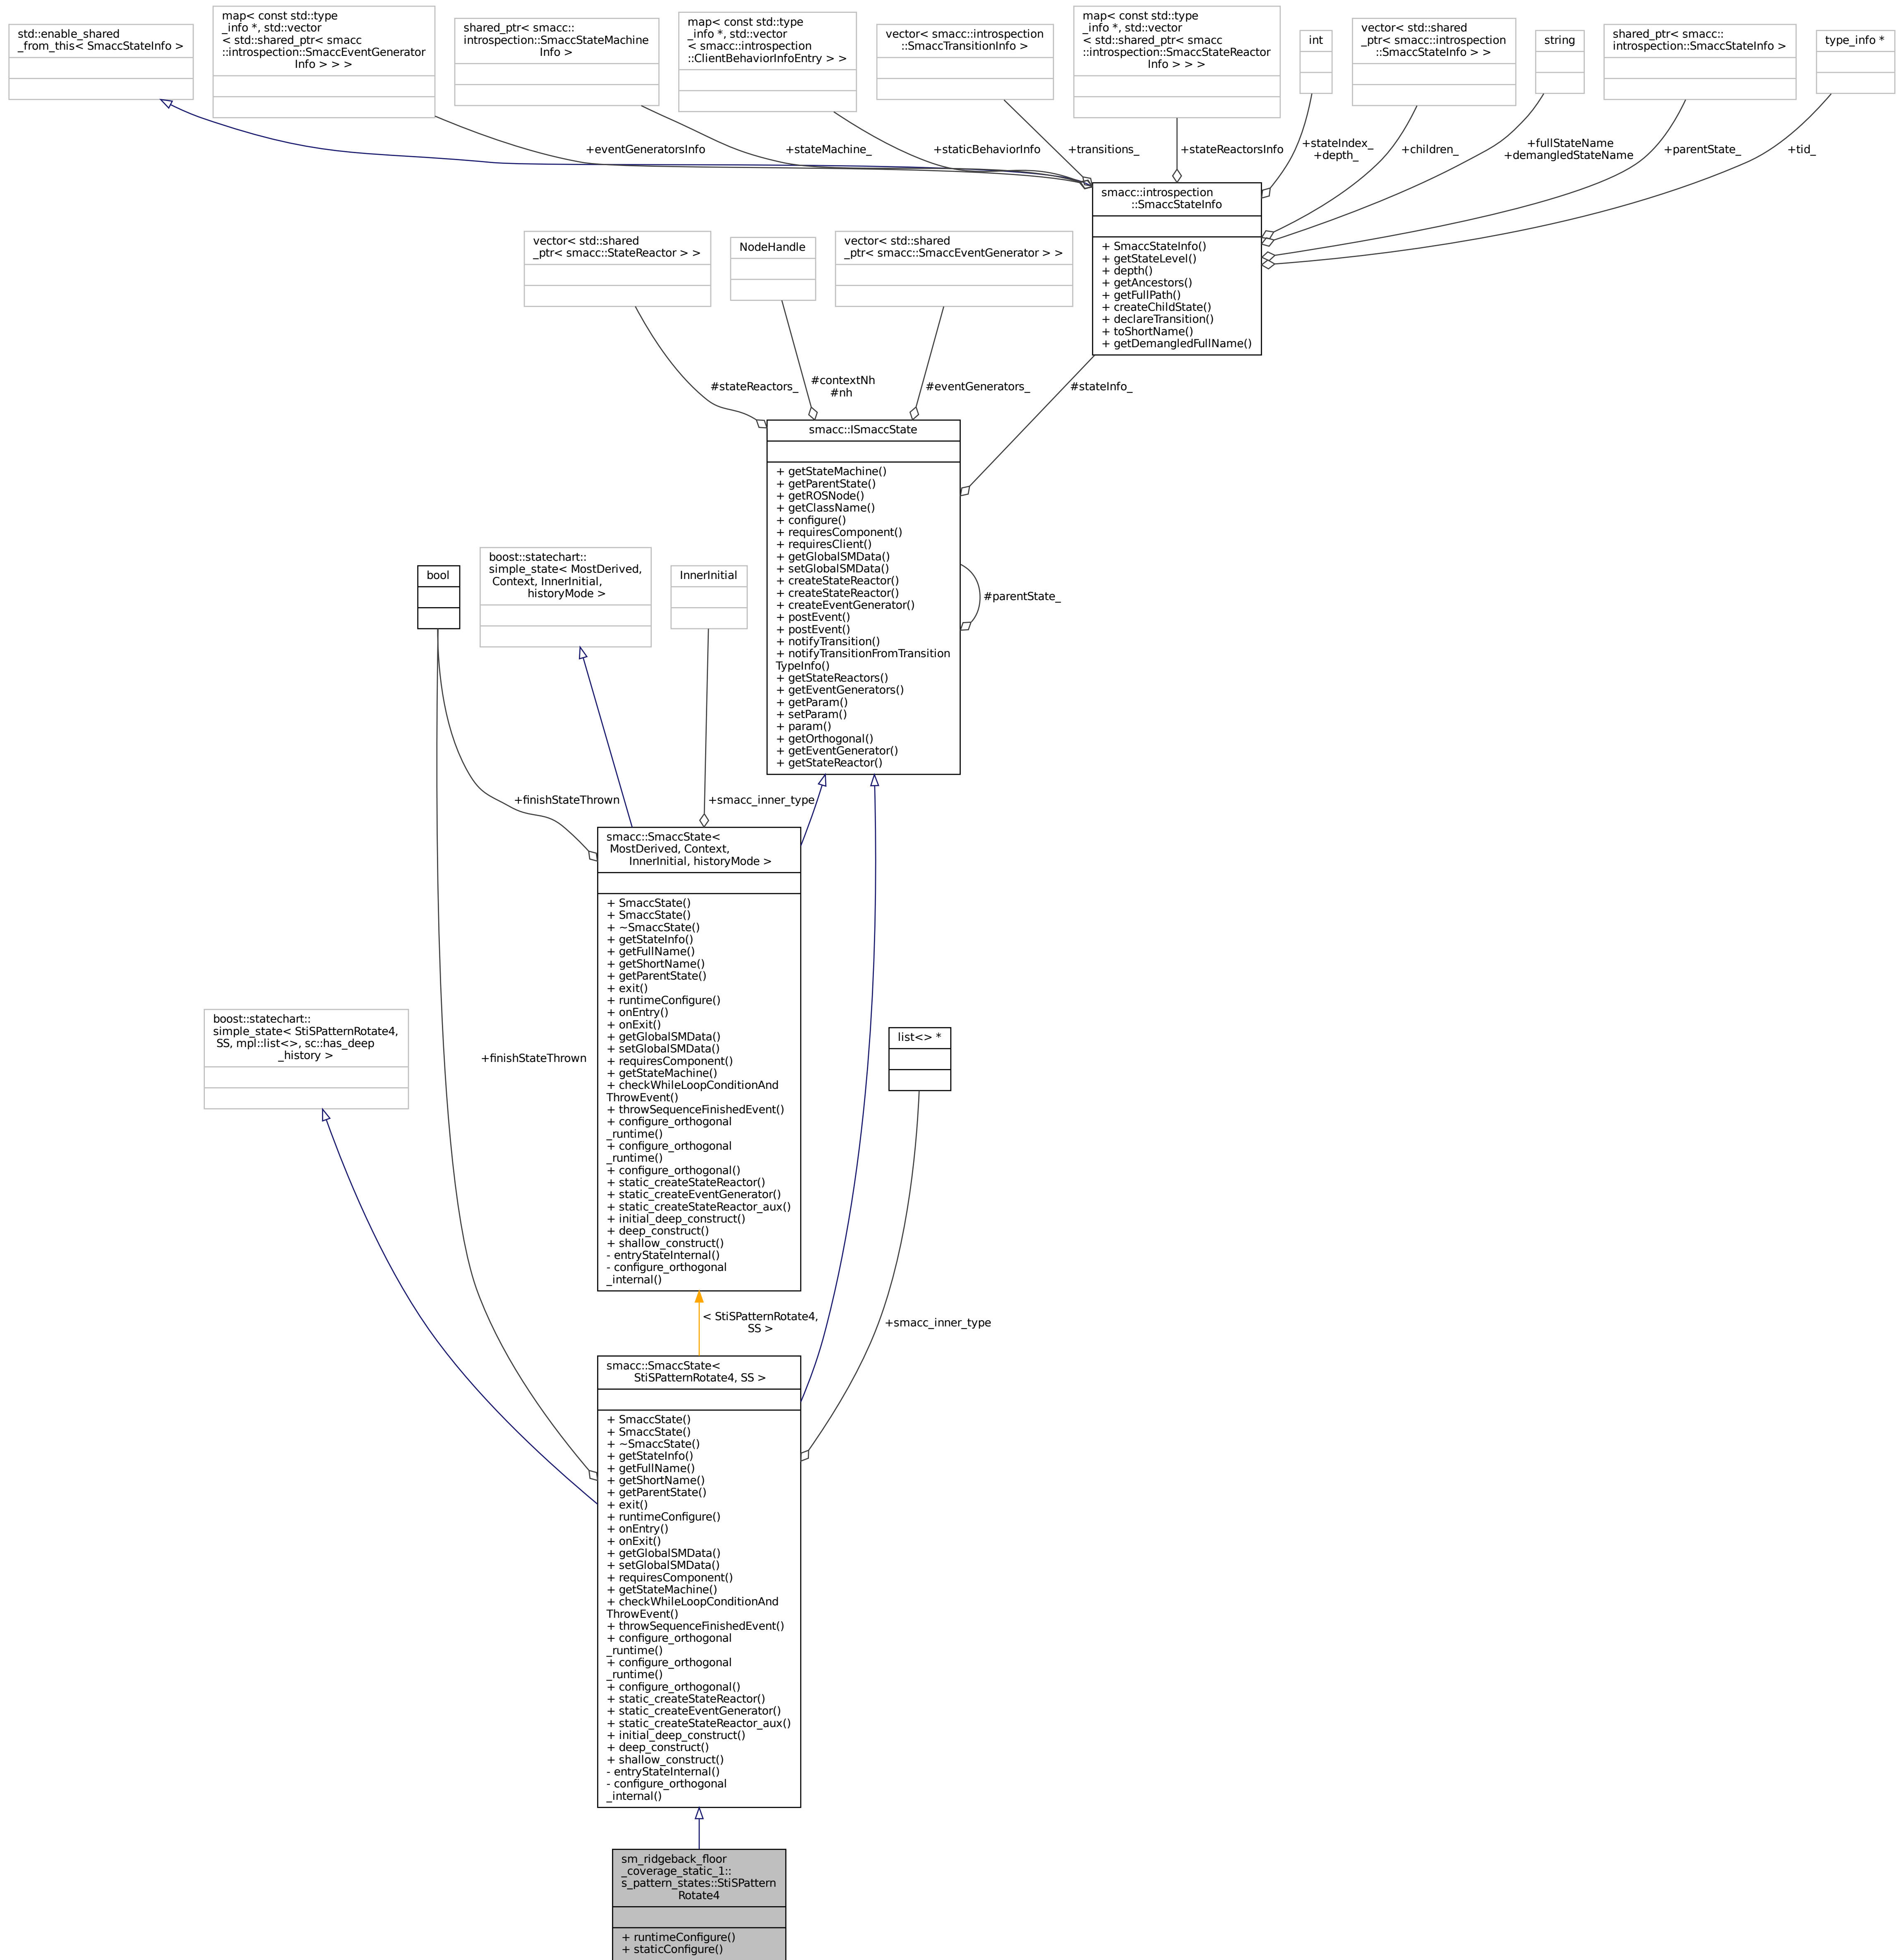 std::enable_shared
_from_this< SmaccStateInfo >
map< const std::type
_info *, std::vector
< std::shared_ptr< smacc
::introspection::SmaccEventGenerator
Info > > >
shared_ptr< smacc::
introspection::SmaccStateMachine
Info >
map< const std::type
_info *, std::vector
< smacc::introspection
::ClientBehaviorInfoEntry > >
vector< smacc::introspection
::SmaccTransitionInfo >
map< const std::type
_info *, std::vector
< std::shared_ptr< smacc
::introspection::SmaccStateReactor
Info > > >
int
vector< std::shared
_ptr< smacc::introspection
::SmaccStateInfo > >
string
shared_ptr< smacc::
introspection::SmaccStateInfo >
type_info *
+eventGeneratorsInfo
+stateMachine_
+staticBehaviorInfo
+transitions_
+stateReactorsInfo
+stateIndex_
+depth_
+children_
+fullStateName
+demangledStateName
+parentState_
+tid_
smacc::introspection
::SmaccStateInfo
+ SmaccStateInfo()
+ getStateLevel()
+ depth()
+ getAncestors()
+ getFullPath()
+ createChildState()
+ declareTransition()
+ toShortName()
+ getDemangledFullName()
vector< std::shared
_ptr< smacc::StateReactor > >
NodeHandle
vector< std::shared
_ptr< smacc::SmaccEventGenerator > >
#stateReactors_
#contextNh
#nh
#eventGenerators_
#stateInfo_
smacc::ISmaccState
+ getStateMachine()
+ getParentState()
+ getROSNode()
+ getClassName()
+ configure()
+ requiresComponent()
+ requiresClient()
+ getGlobalSMData()
+ setGlobalSMData()
+ createStateReactor()
+ createStateReactor()
+ createEventGenerator()
+ postEvent()
+ postEvent()
+ notifyTransition()
+ notifyTransitionFromTransition
TypeInfo()
+ getStateReactors()
+ getEventGenerators()
+ getParam()
+ setParam()
+ param()
+ getOrthogonal()
+ getEventGenerator()
+ getStateReactor()
#parentState_
bool
boost::statechart::
simple_state< MostDerived,
Context, InnerInitial,
historyMode >
InnerInitial
+finishStateThrown
+smacc_inner_type
smacc::SmaccState<
MostDerived, Context,
InnerInitial, historyMode >
+ SmaccState()
+ SmaccState()
+ ~SmaccState()
+ getStateInfo()
+ getFullName()
+ getShortName()
+ getParentState()
+ exit()
+ runtimeConfigure()
+ onEntry()
+ onExit()
+ getGlobalSMData()
+ setGlobalSMData()
+ requiresComponent()
+ getStateMachine()
+ checkWhileLoopConditionAnd
ThrowEvent()
+ throwSequenceFinishedEvent()
+ configure_orthogonal
_runtime()
+ configure_orthogonal
_runtime()
+ configure_orthogonal()
+ static_createStateReactor()
+ static_createEventGenerator()
+ static_createStateReactor_aux()
+ initial_deep_construct()
+ deep_construct()
+ shallow_construct()
- entryStateInternal()
- configure_orthogonal
_internal()
boost::statechart::
simple_state< StiSPatternRotate4,
SS, mpl::list<>, sc::has_deep
_history >
+finishStateThrown
list<> *
< StiSPatternRotate4,
SS >
+smacc_inner_type
smacc::SmaccState<
StiSPatternRotate4, SS >
+ SmaccState()
+ SmaccState()
+ ~SmaccState()
+ getStateInfo()
+ getFullName()
+ getShortName()
+ getParentState()
+ exit()
+ runtimeConfigure()
+ onEntry()
+ onExit()
+ getGlobalSMData()
+ setGlobalSMData()
+ requiresComponent()
+ getStateMachine()
+ checkWhileLoopConditionAnd
ThrowEvent()
+ throwSequenceFinishedEvent()
+ configure_orthogonal
_runtime()
+ configure_orthogonal
_runtime()
+ configure_orthogonal()
+ static_createStateReactor()
+ static_createEventGenerator()
+ static_createStateReactor_aux()
+ initial_deep_construct()
+ deep_construct()
+ shallow_construct()
- entryStateInternal()
- configure_orthogonal
_internal()
sm_ridgeback_floor
_coverage_static_1::
s_pattern_states::StiSPattern
Rotate4
+ runtimeConfigure()
+ staticConfigure()